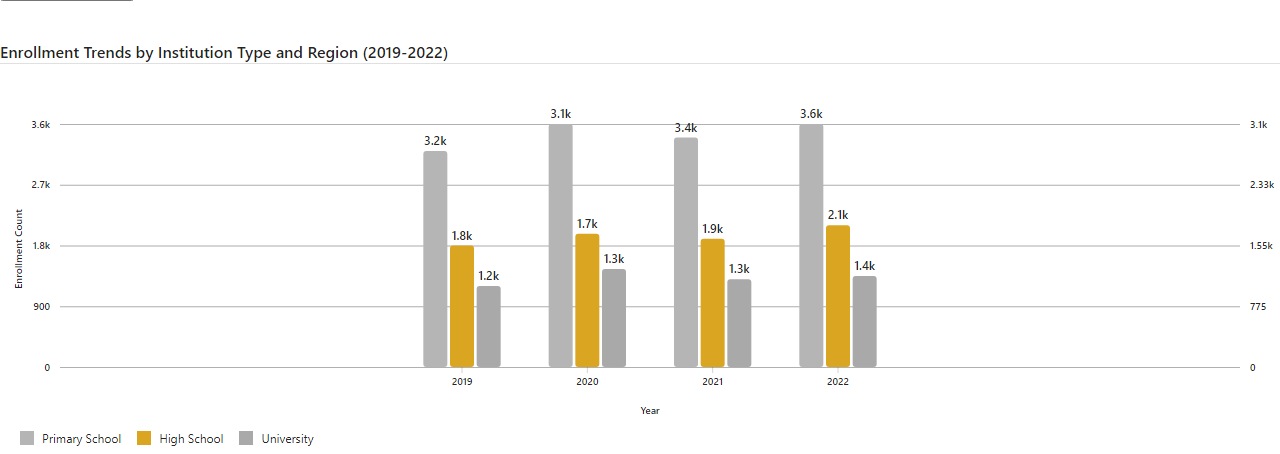 Enrollment Trends by Institution Type and Region (2019-2022)
3.1k
3.6k
3.6k
3.4k
3.1k
3.2k
2.7k
2.33k
2.1k
1.7k
1.9k
1.8k
1.8k
1.55k
1.2k
1.3k
1.3k
1.4k
Enrollment Count
900
775
0
0
2019
2020
2021
2022
Year
Primary School
High School
University